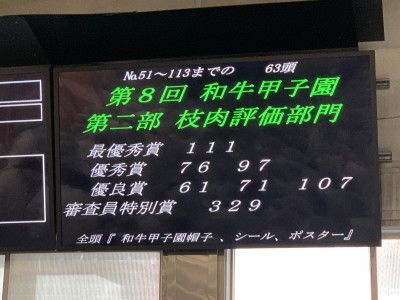 №51～113までの 63頭
第８回 和牛甲子園
第二部 枝肉評価部門
最優秀賞 １１１
優秀賞 ７６ ９７
優良賞 ６１ ７１ １０７
審査員特別賞 ３２９
全頭『 和牛甲子園帽子 、シール、ポスター』